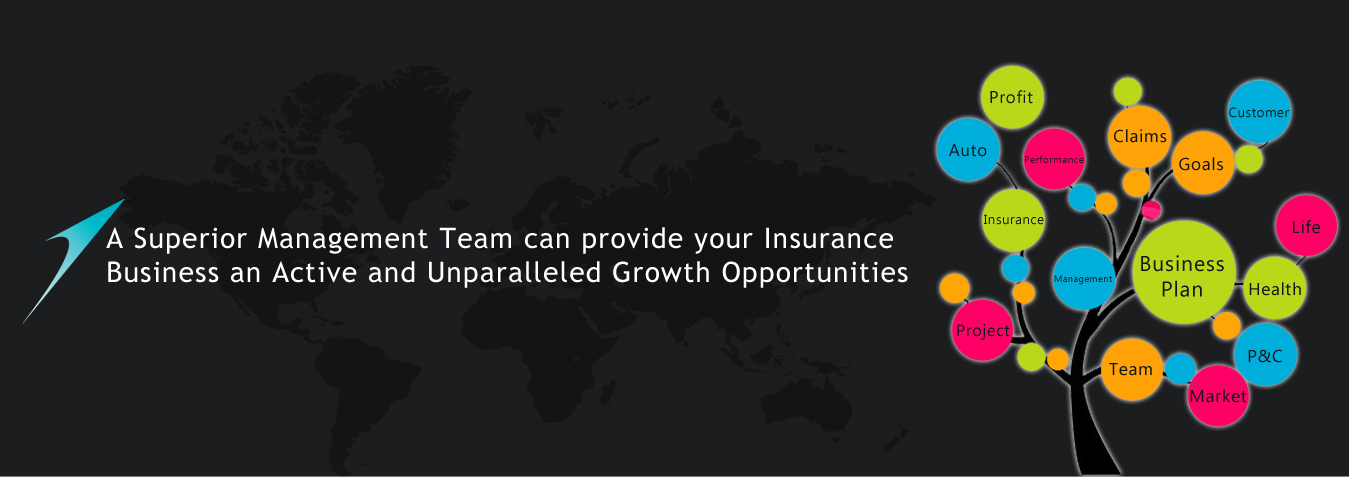 A Superior Management Team can provide your Insurance
Business an Active and Unparalleled Growth Opportunities
Profit
Auto
Performance
Claims
Goals
Customer
Insurance
Life
Management
Business
Plan
Health
Project
Team
P&C
Market